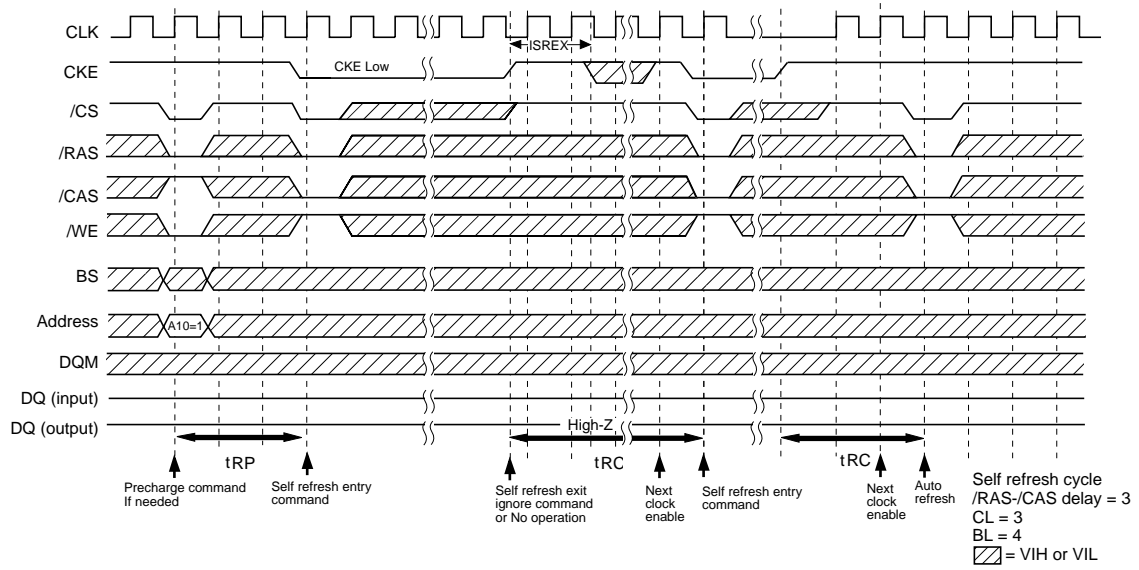 CLK
ISREX
CKE
CKE Low
/CS
/RAS
/CAS
/WE
BS
Address
A10=1
DQM
DQ (input)
DQ (output)
High-Z
tRP
tRC
tRC
Precharge command
If needed
Self refresh entry
command
Self refresh exit
ignore command
or No operation
Next
clock
enable
Self refresh entry
command
Next
clock
enable
Auto
refresh
Self refresh cycle
/RAS-/CAS delay = 3
CL = 3
BL = 4
= VIH or VIL